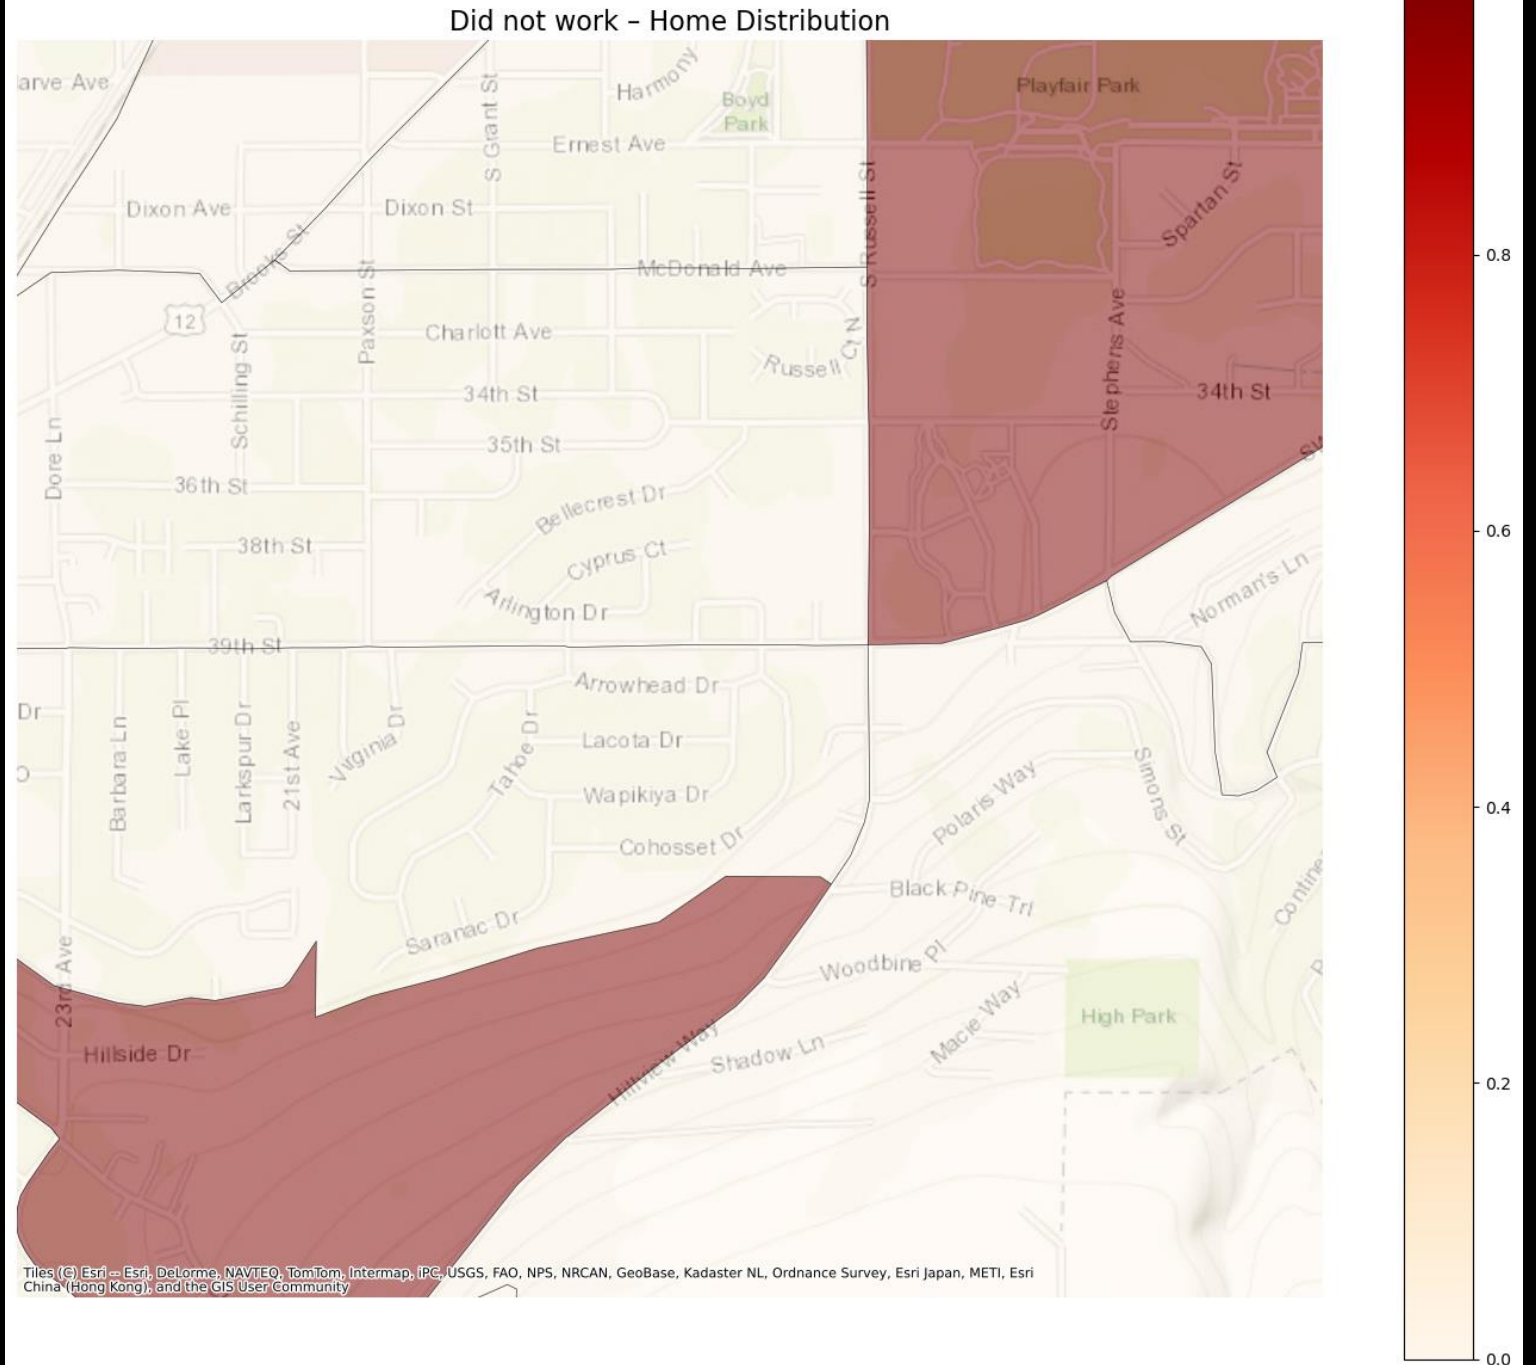 Did not work – Home Distribution
arve Ave
Harmony
Playfair Park
Boyd
Park
S Grant St
Ernest Ave
S Russell St
Spartan St
Dixon Ave
Dixon St
Brooks St
McDonald Ave
0.8
12
Paxson St
Charlott Ave
Russell
Ct N
Stephens Ave
Schilling St
34th St
34th St
Dore Ln
35th St
36th St
Bellecrest Dr
0.6
38th St
Cyprus Ct
Norman's Ln
Arlington Dr
39th St
Arrowhead Dr
Dr
Barbara Ln
Lake Pl
Larkspur Dr
21st Ave
Virginia Dr
Tahoe Dr
Lacota Dr
Simons St
Wapikiya Dr
Polaris Way
0.4
Cohosset Dr
Black Pine Trl
Contine
Saranac Dr
23rd Ave
Woodbine Pl
Macie Way
High Park
Hillside Dr
Hillview Way
Shadow Ln
0.2
Tiles (C) Esri -- Esri, DeLorme, NAVTEQ, TomTom, Intermap, iPC, USGS, FAO, NPS, NRCAN, GeoBase, Kadaster NL, Ordnance Survey, Esri Japan, METI, Esri
China (Hong Kong), and the GIS User Community
0.0